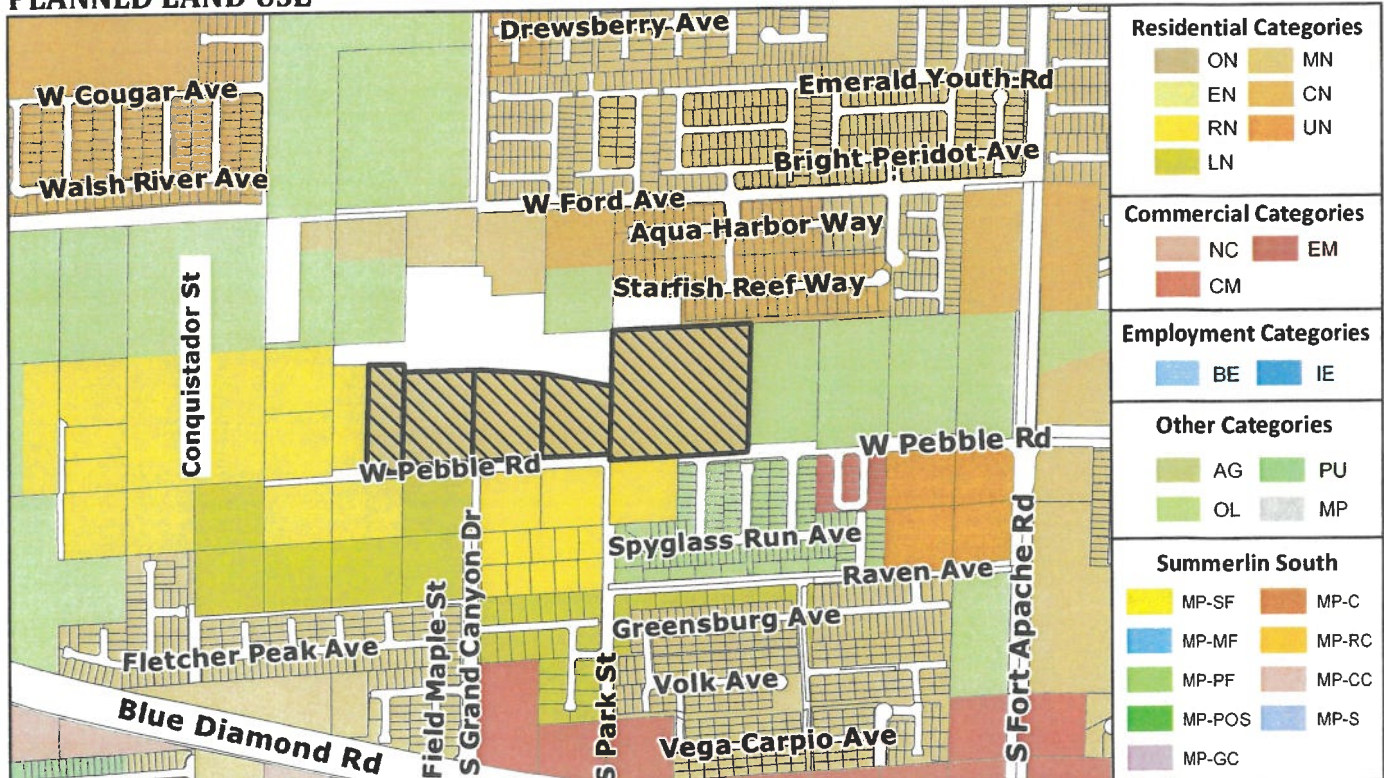 PLANNED LAND USE
Drewsberry Ave
W Cougar Ave
Emerald Youth Rd
Bright Peridot Ave
Walsh River Ave
W Ford Ave
Aqua Harbor Way
Starfish Reef Way
Conquistador St
W Pebble Rd
W Pebble Rd
Spyglass Run Ave
Raven Ave
Greensburg Ave
Fletcher Peak Ave
Volk Ave
Blue Diamond Rd
Vega Carpio Ave
Field Maple St
S Grand Canyon Dr
S Park St
S Fort Apache Rd
Residential Categories
ON MN
EN CN
RN UN
LN
Commercial Categories
NC EM
CM
Employment Categories
BE IE
Other Categories
AG PU
OL MP
Summerlin South
MP-SF MP-C
MP-MF MP-RC
MP-PF MP-CC
MP-POS MP-S
MP-GC